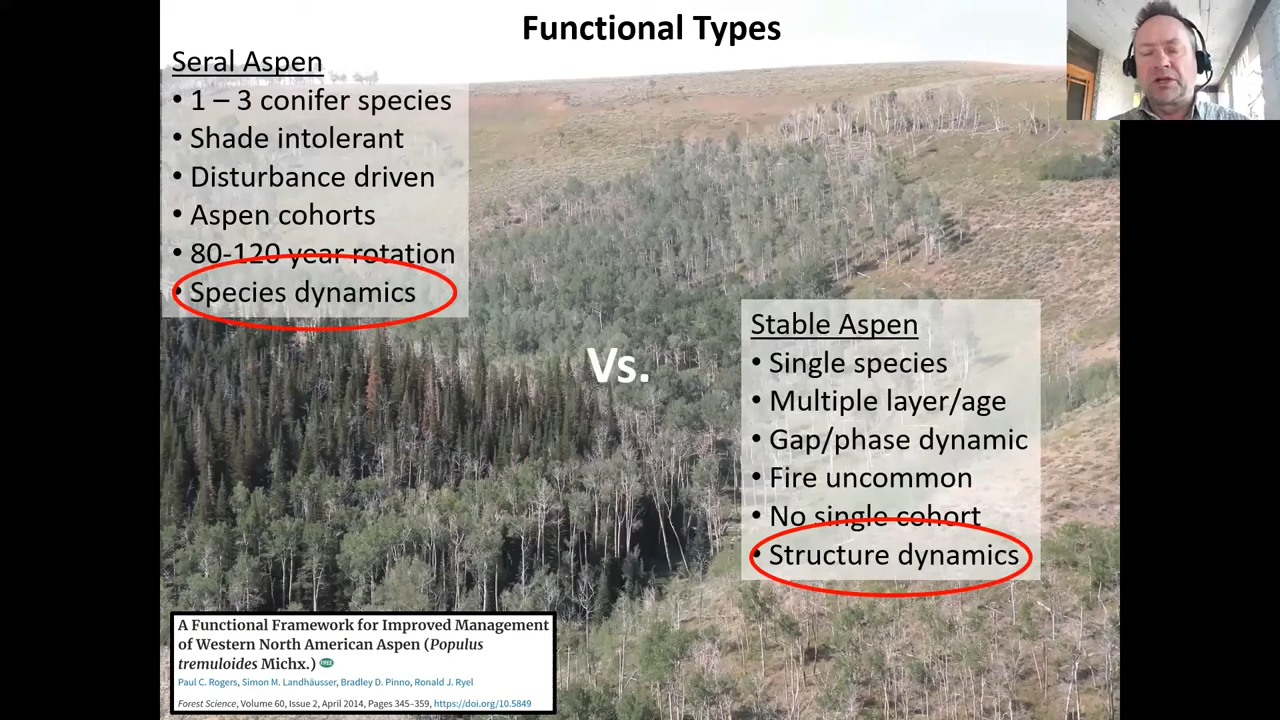 Functional Types
Seral Aspen
• 1 – 3 conifer species
• Shade intolerant
• Disturbance driven
• Aspen cohorts
• 80-120 year rotation
• Species dynamics
Vs.
Stable Aspen
• Single species
• Multiple layer/age
• Gap/phase dynamic
• Fire uncommon
• No single cohort
• Structure dynamics
A Functional Framework for Improved Management
of Western North American Aspen (Populus
tremuloides Michx.) FREE
Paul C. Rogers, Simon M. Landhäusser, Bradley D. Pinno, Ronald J. Ryel
Forest Science, Volume 60, Issue 2, April 2014, Pages 345–359, https://doi.org/10.5849